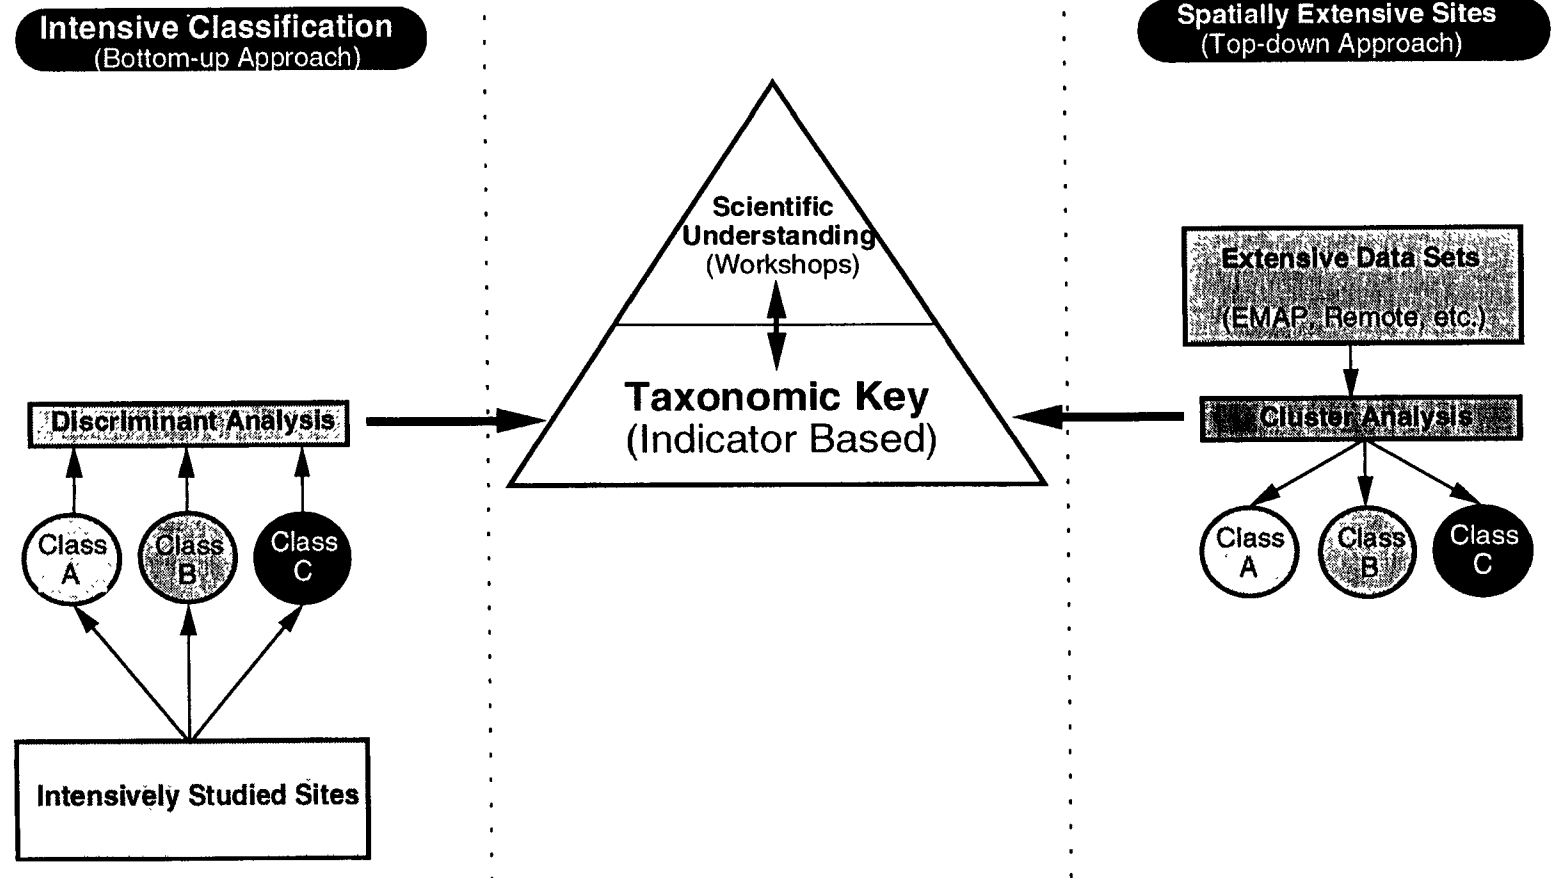 Intensive Classification
(Bottom-up Approach)
Spatially Extensive Sites
(Top-down Approach)
Scientific
Understanding
(Workshops)
Taxonomic Key
(Indicator Based)
Discriminant Analysis
Class
A
Class
B
Class
C
Intensively Studied Sites
Extensive Data Sets
(EMAP, Remote, etc.)
Cluster Analysis
Class
A
Class
B
Class
C